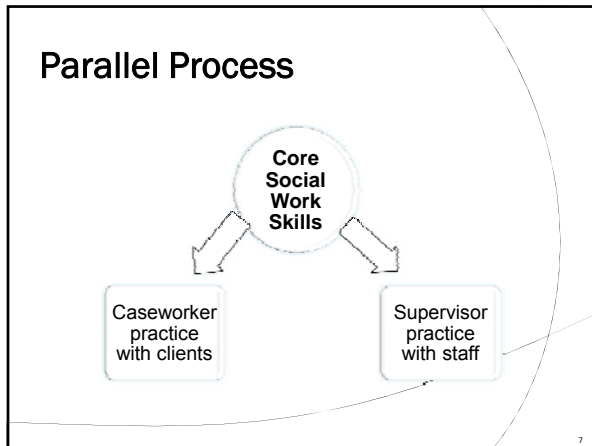 Parallel Process
Core
Social
Work
Skills
Caseworker
practice
with clients
Supervisor
practice
with staff
7